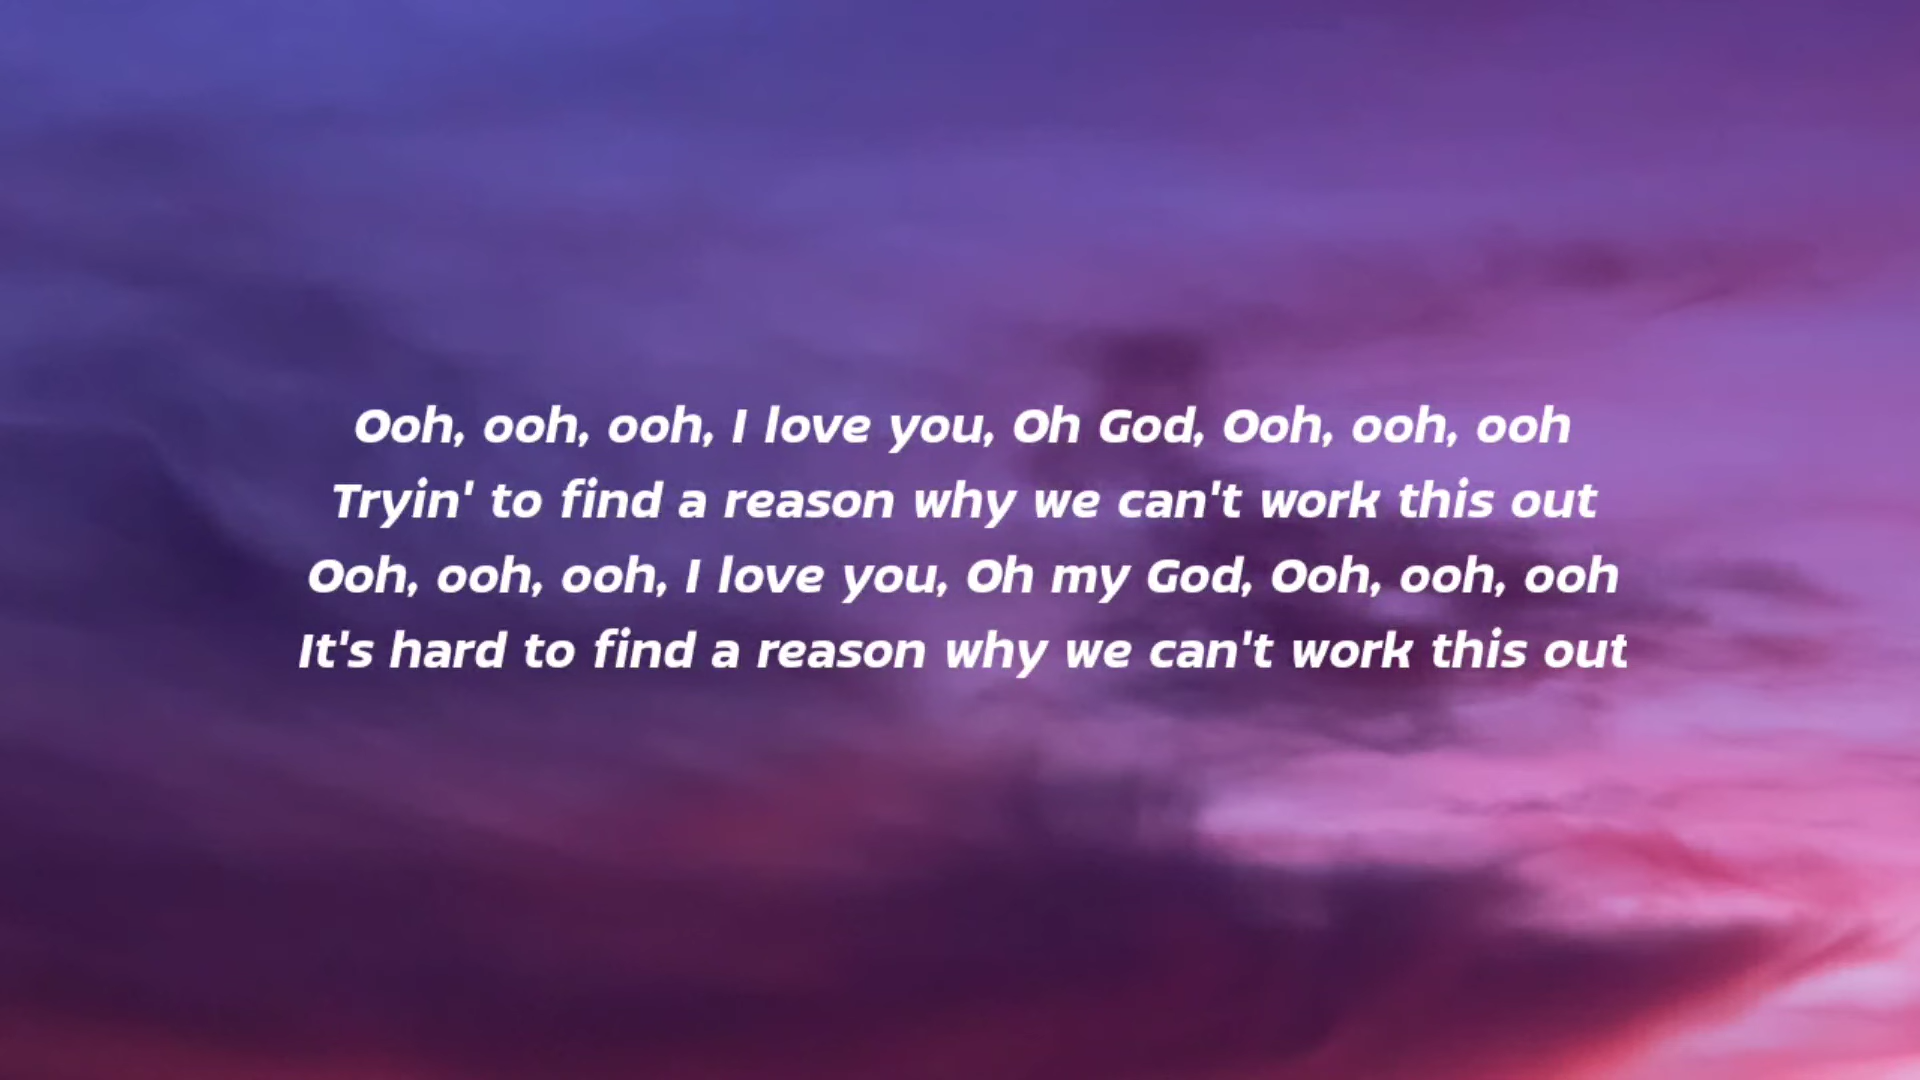 Ooh, ooh, ooh, I love you, Oh God, Ooh, ooh, ooh
Tryin' to find a reason why we can't work this out
Ooh, ooh, ooh, I love you, Oh my God, Ooh, ooh, ooh
It's hard to find a reason why we can't work this out